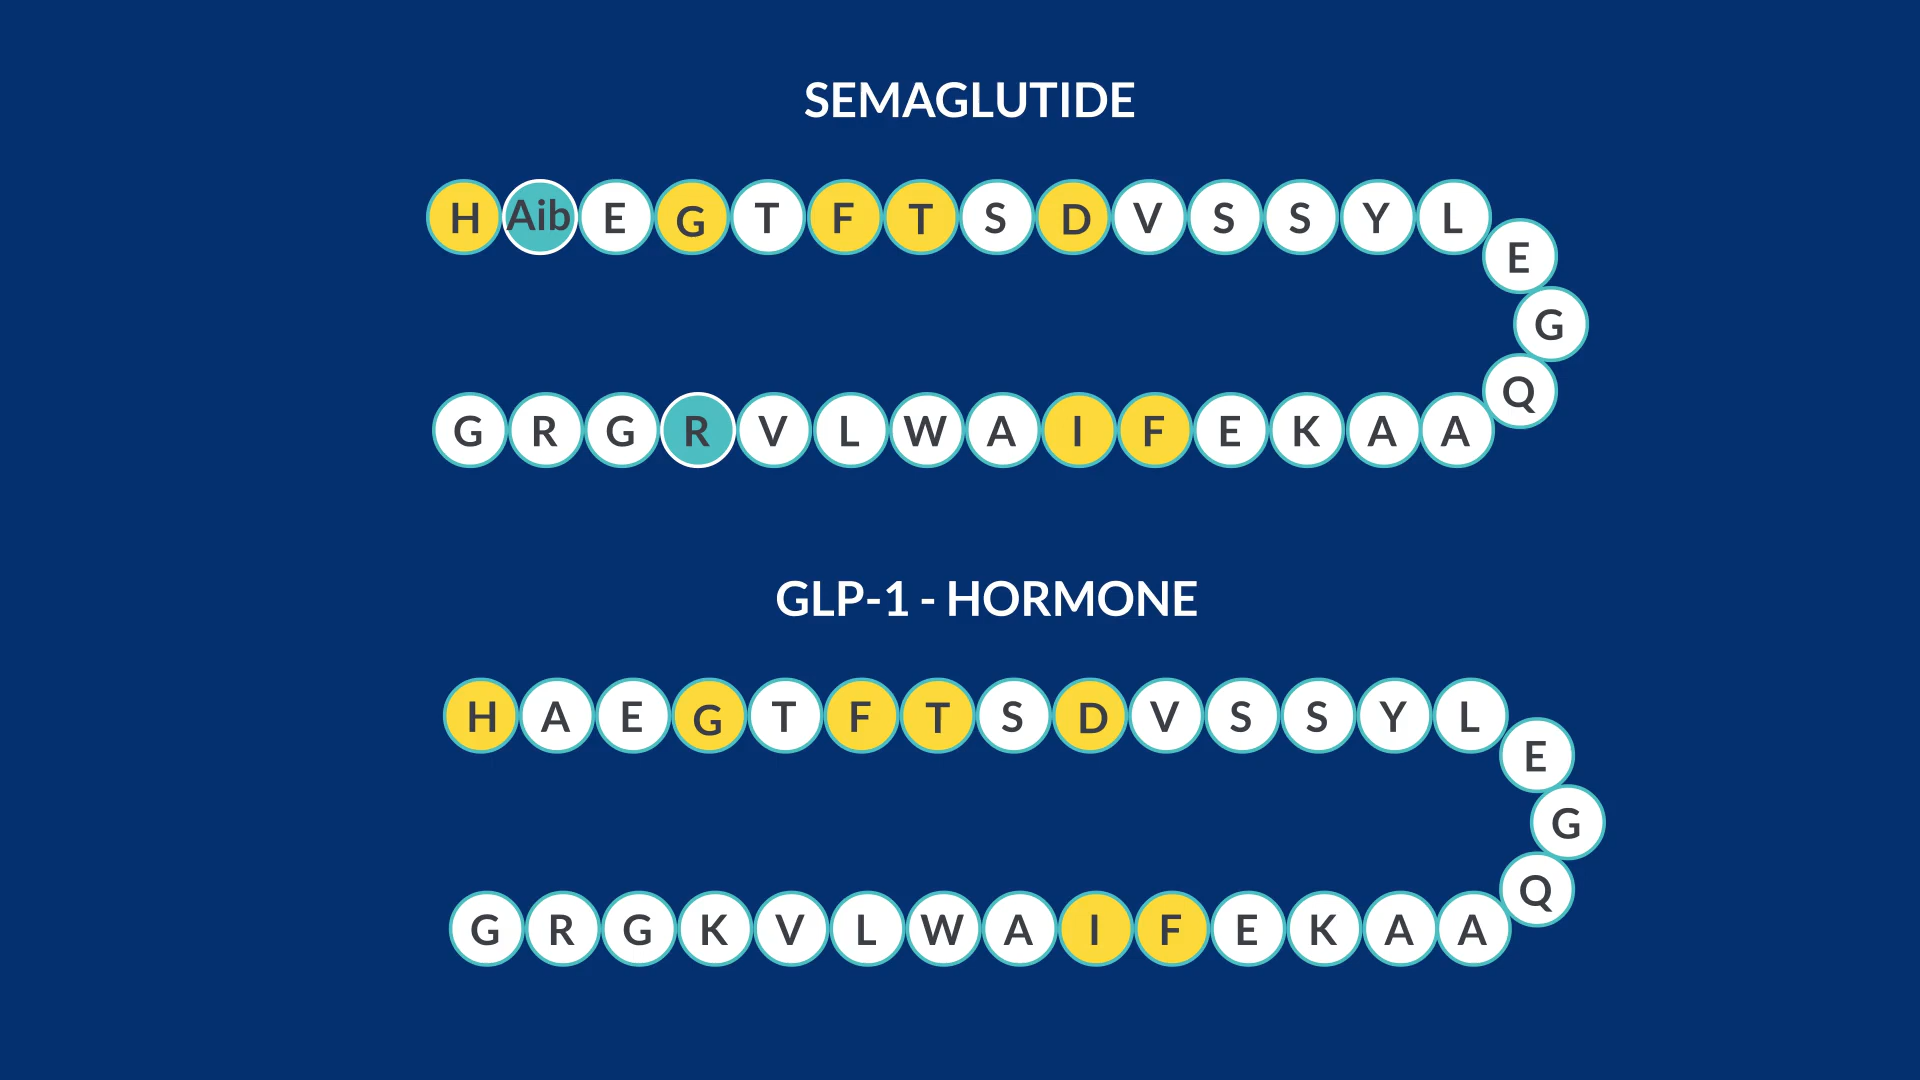 SEMAGLUTIDE
H Aib E G T F T S D V S S Y L
E
G
Q
G R G R V L W A I F E K A A
GLP-1 - HORMONE
H A E G T F T S D V S S Y L
E
G
Q
G R G K V L W A I F E K A A